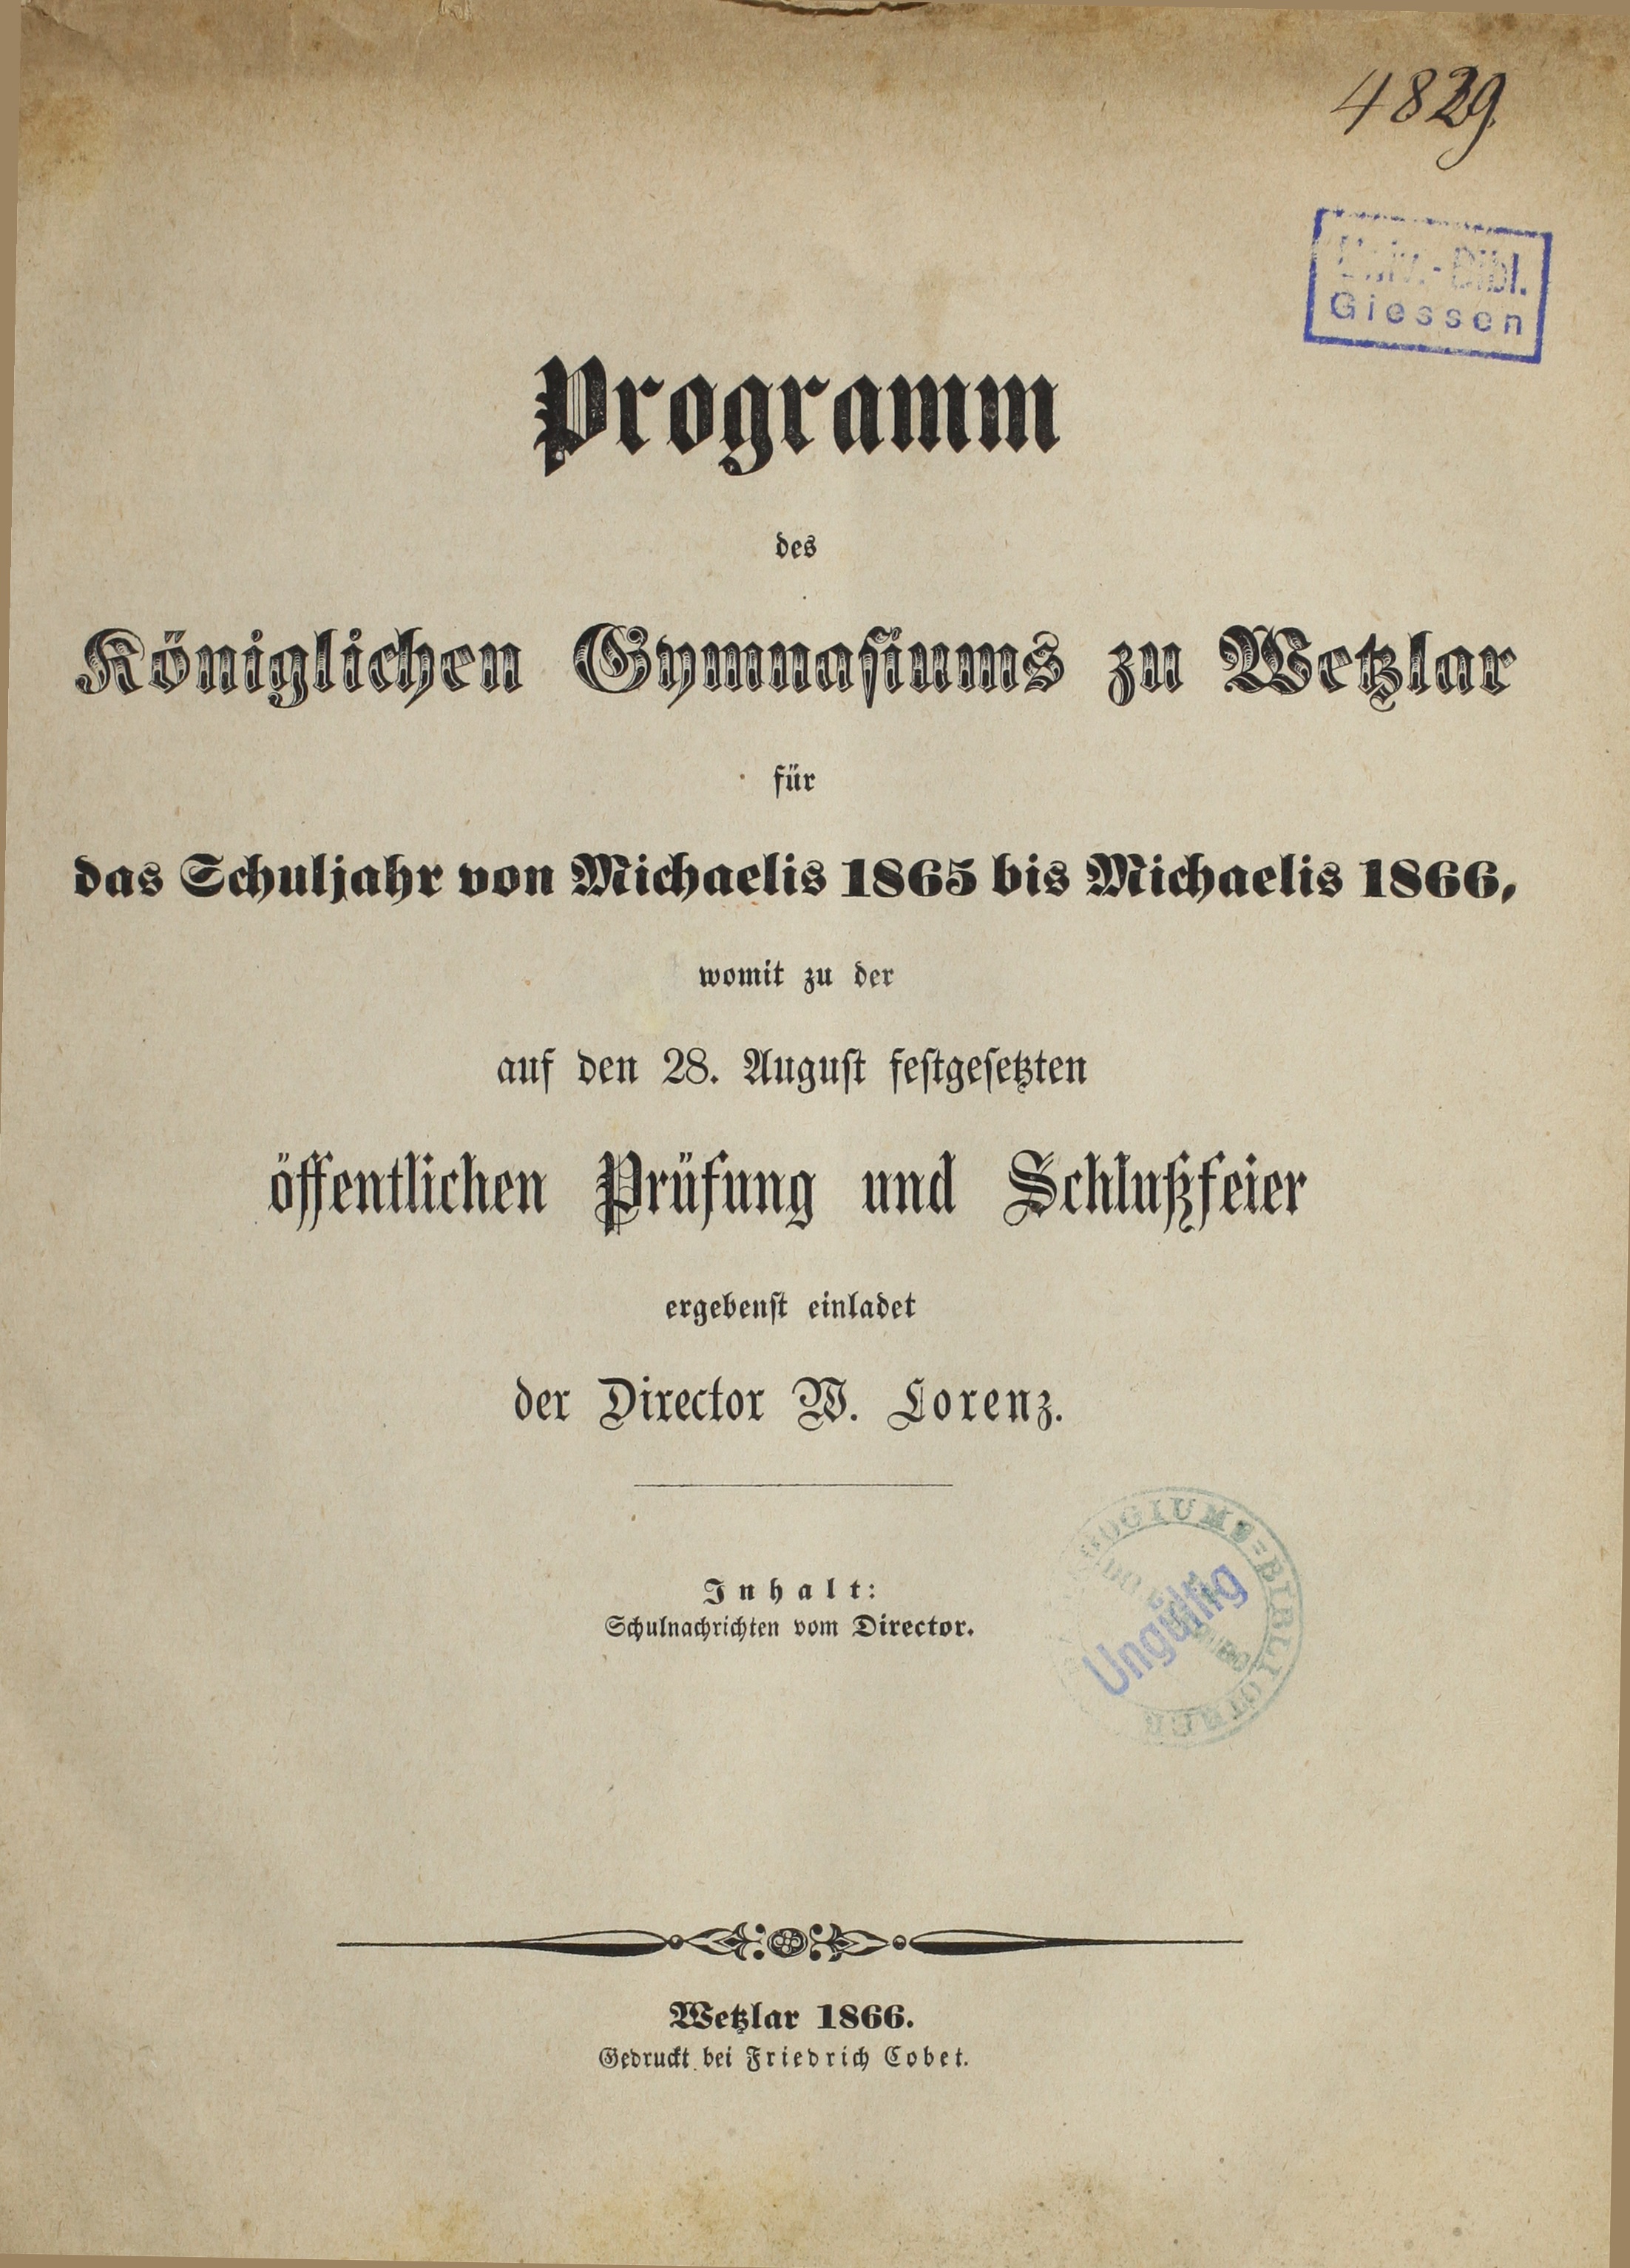 4829
Univ.-Bibl.
Giessen
Programm
des
Königlichen Gymnasiums zu Wetzlar
für
das Schuljahr von Michaelis 1865 bis Michaelis 1866,
womit zu der
auf den 28. August festgesetzten
öffentlichen Prüfung und Schlußfeier
ergebenst einladet
der Director W. Lorenz.
Inhalt:
Schulnachrichten vom Director.
Ungültig
Wetzlar 1866.
Gedruckt bei Friedrich Cobet.